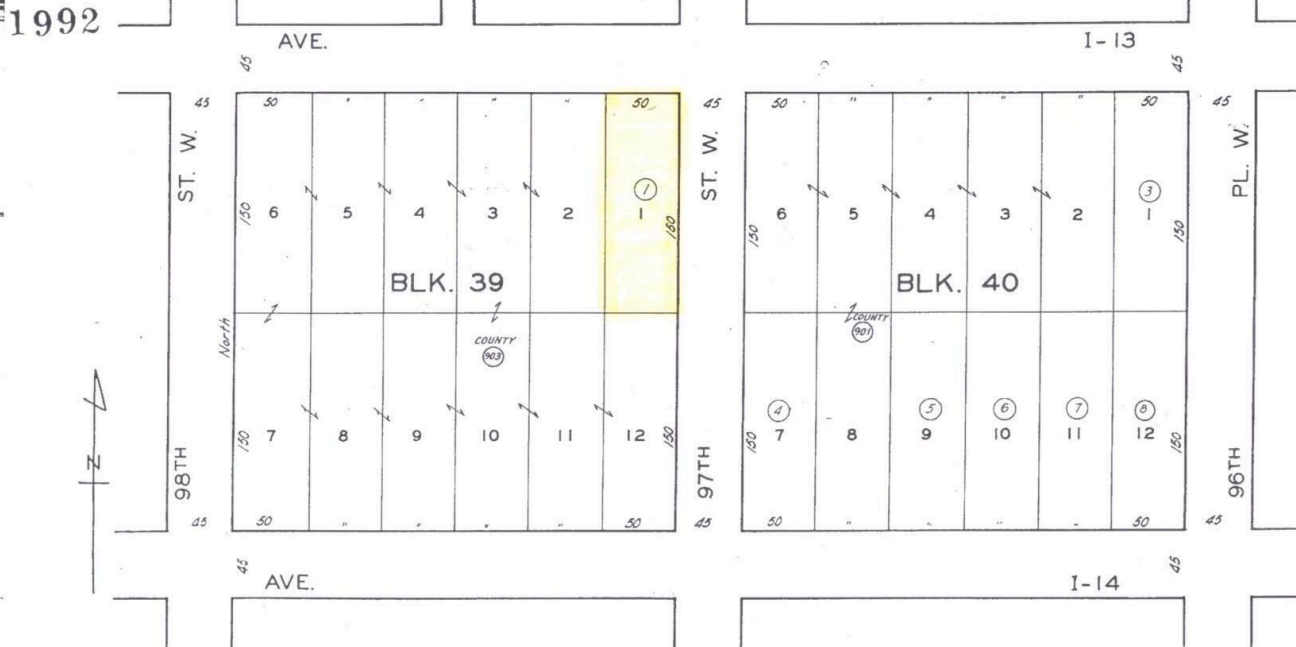 1992
AVE. I-13
45 45
45 50 " " " " 50 45 50 " " " " 50 45
ST. W. ST. W. PL. W.
1 3
150 6 5 4 3 2 1 150 150 6 5 4 3 2 1 150
BLK. 39 BLK. 40
North COUNTY
901
COUNTY
903
4 5 6 7 8
150 7 8 9 10 11 12 150 150 7 8 9 10 11 12 150
98TH 97TH 96TH
N
45 50 " " " " 50 45 50 " " " " 50 45
45 45
AVE. I-14